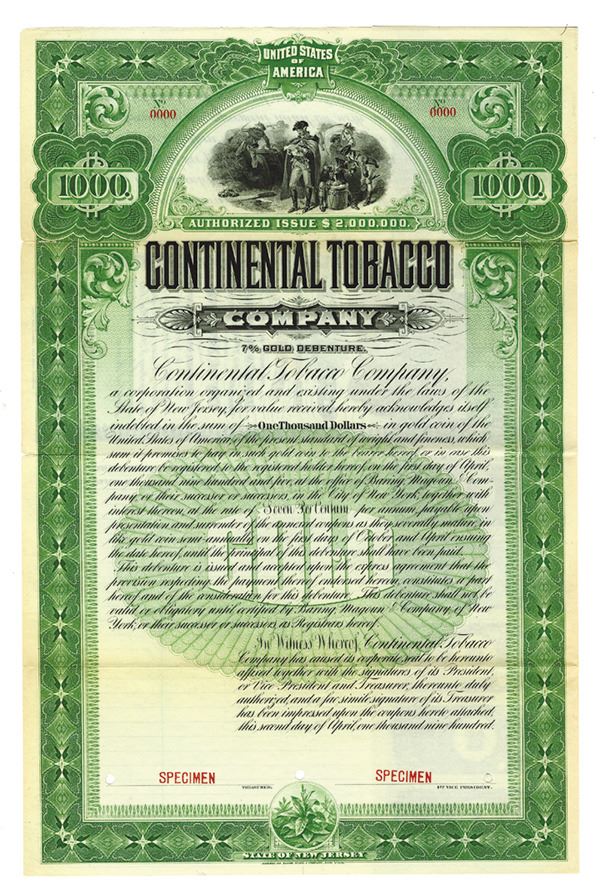 UNITED STATES
OF
AMERICA
No 0000
No 0000
1000
1000
AUTHORIZED ISSUE $2,000,000.
CONTINENTAL TOBACCO
COMPANY
7% GOLD DEBENTURE.
Continental Tobacco Company,
a corporation organized and existing under the laws of the
State of New Jersey, for value received, hereby acknowledges itself
indebted in the sum of One Thousand Dollars in gold coin of the
United States of America of the present standard of weight and fineness, which
sum it promises to pay in such gold coin to the bearer hereof or in case this
debenture be registered, to the registered holder hereof on the first day of April,
one thousand nine hundred and five, at the office of Baring Magoun & Com-
pany or their successor or successors, in the City of New York, together with
interest thereon, at the rate of Seven Per Centum per annum, payable upon
presentation and surrender of the annexed coupons as they severally mature, in
like gold coin semi-annually on the first days of October and April ensuing
the date hereof, until the principal of this debenture shall have been paid.
This debenture is issued and accepted upon the express agreement that the
provision respecting the payment thereof endorsed hereon, constitutes a part
hereof and of the consideration for this debenture. This debenture shall not be
valid or obligatory until certified by Baring Magoun & Company, of New
York, or their successor or successors, as Registrars hereof.
GOLD
In Witness Whereof, Continental Tobacco
Company has caused its corporate seal to be hereunto
affixed together with the signatures of its President,
or Vice President and Treasurer, thereunto duly
authorized, and a fac simile signature of its Treasurer
has been impressed upon the coupons hereto attached,
this second day of April, one thousand nine hundred.
SPECIMEN
SPECIMEN
TREASURER.
1ST VICE PRESIDENT.
STATE OF NEW JERSEY